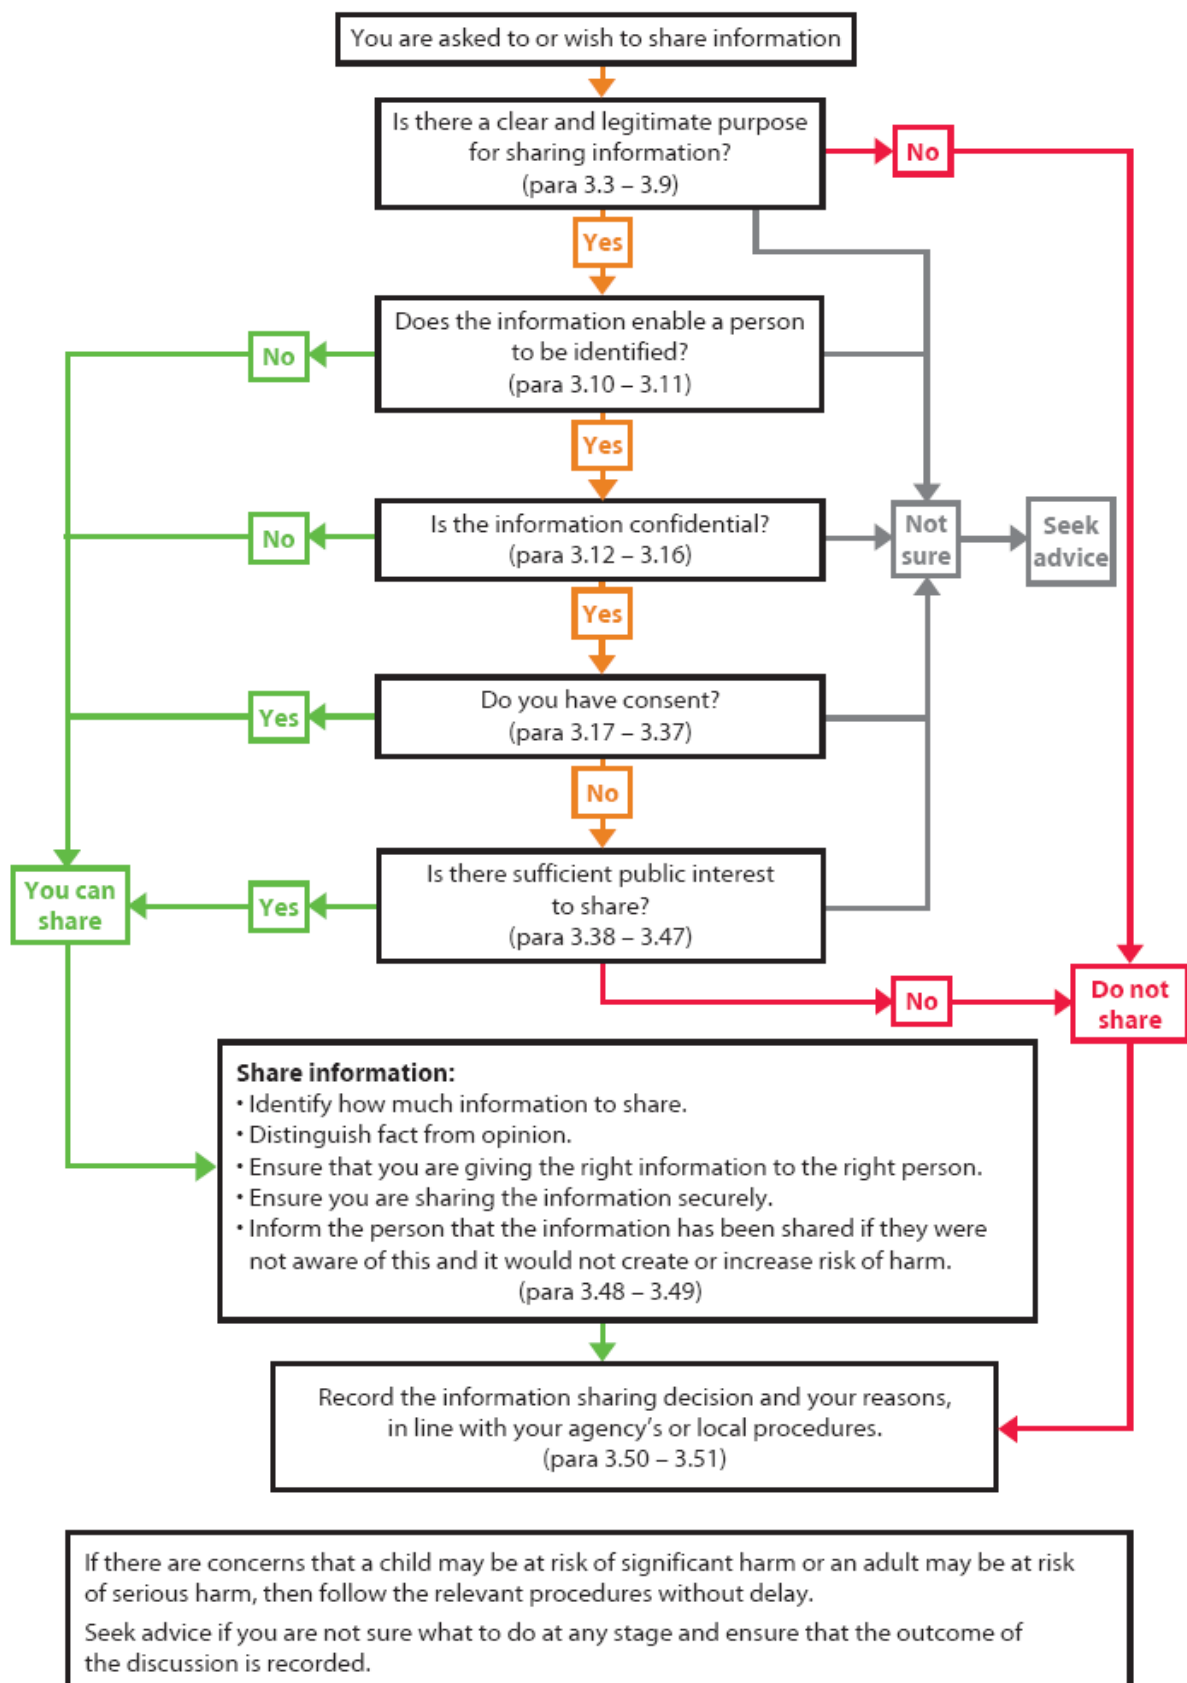 You are asked to or wish to share information
Is there a clear and legitimate purpose
for sharing information?
(para 3.3 – 3.9)
No
Yes
Does the information enable a person
to be identified?
(para 3.10 – 3.11)
No
Yes
Is the information confidential?
(para 3.12 – 3.16)
No
Not
sure
Seek
advice
Yes
Do you have consent?
(para 3.17 – 3.37)
Yes
No
Is there sufficient public interest
to share?
(para 3.38 – 3.47)
Yes
You can
share
No
Do not
share
Share information:
• Identify how much information to share.
• Distinguish fact from opinion.
• Ensure that you are giving the right information to the right person.
• Ensure you are sharing the information securely.
• Inform the person that the information has been shared if they were
not aware of this and it would not create or increase risk of harm.
(para 3.48 – 3.49)
Record the information sharing decision and your reasons,
in line with your agency’s or local procedures.
(para 3.50 – 3.51)
If there are concerns that a child may be at risk of significant harm or an adult may be at risk
of serious harm, then follow the relevant procedures without delay.
Seek advice if you are not sure what to do at any stage and ensure that the outcome of
the discussion is recorded.